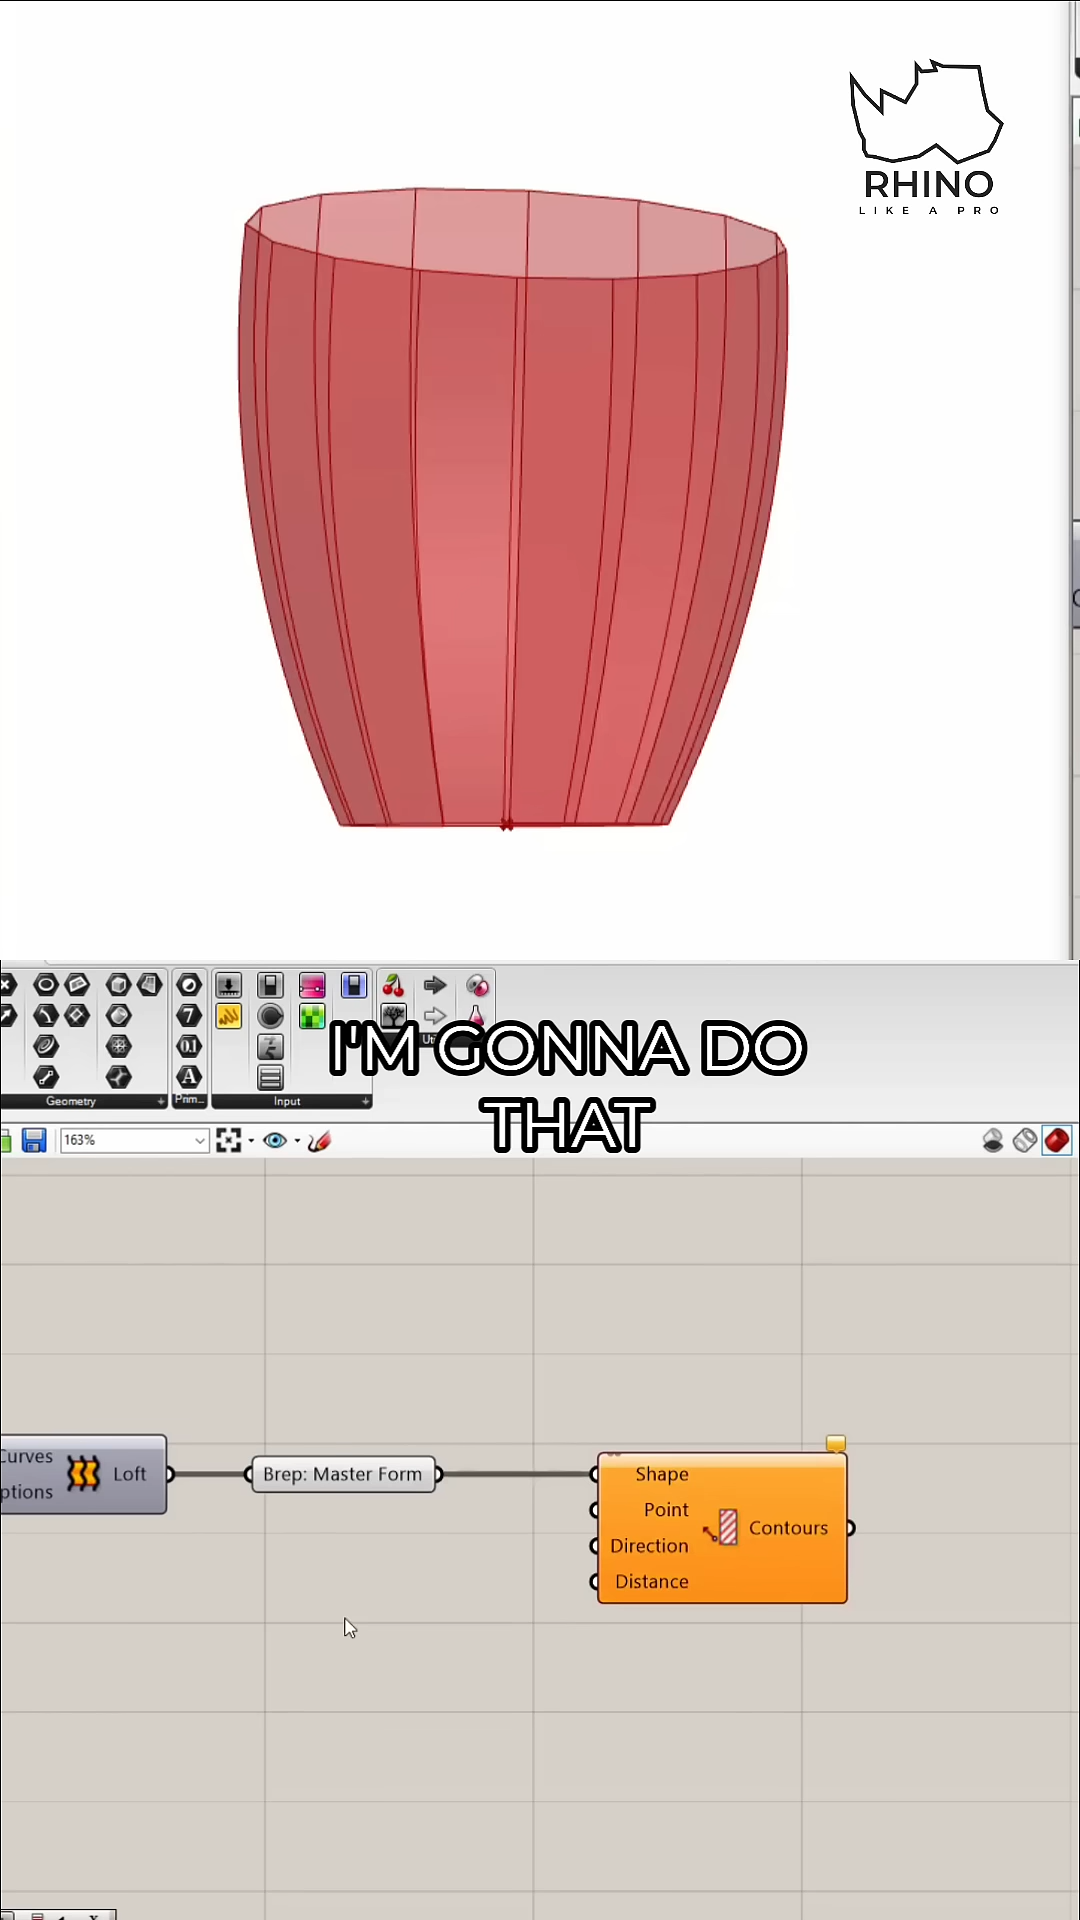 RHINO
LIKE A PRO
Geometry
Prim...
Input
I'M GONNA DO
THAT
163%
Curves
Loft
ptions
Brep: Master Form
Shape
Point
Direction
Distance
Contours